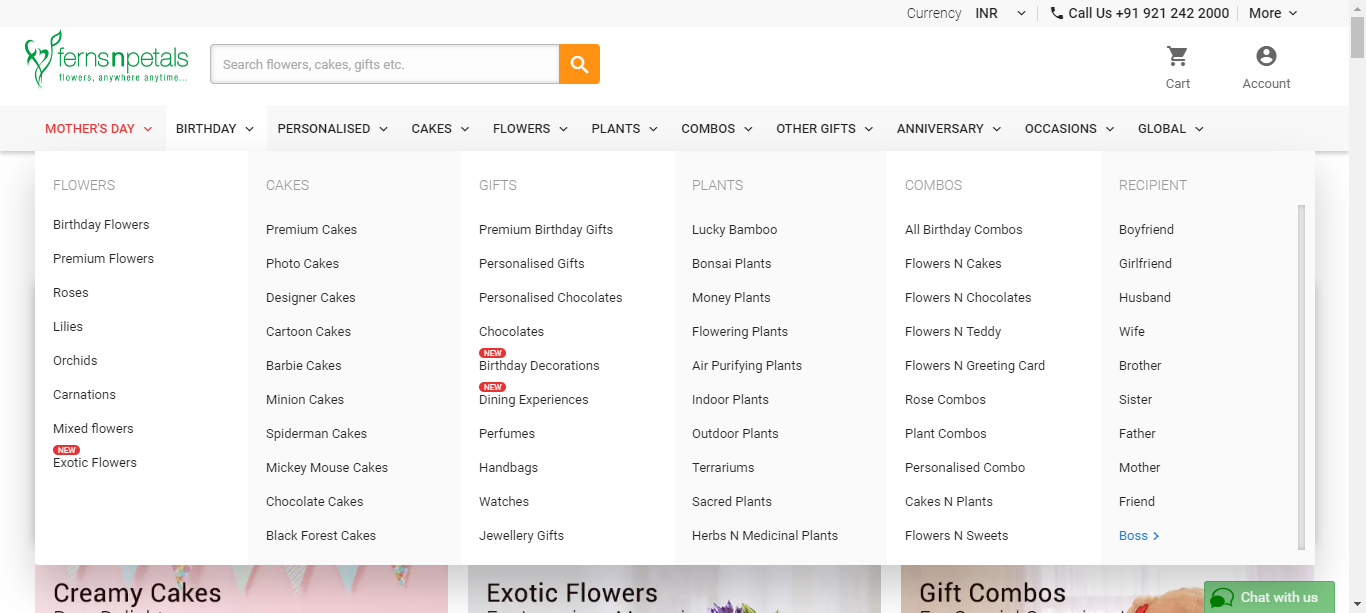 Currency INR Call Us +91 921 242 2000 More
fernsnpetals
flowers, anywhere anytime...
Search flowers, cakes, gifts etc.
Cart Account
MOTHER'S DAY BIRTHDAY PERSONALISED CAKES FLOWERS PLANTS COMBOS OTHER GIFTS ANNIVERSARY OCCASIONS GLOBAL
FLOWERS
Birthday Flowers
Premium Flowers
Roses
Lilies
Orchids
Carnations
Mixed flowers
NEW
Exotic Flowers
CAKES
Premium Cakes
Photo Cakes
Designer Cakes
Cartoon Cakes
Barbie Cakes
Minion Cakes
Spiderman Cakes
Mickey Mouse Cakes
Chocolate Cakes
Black Forest Cakes
GIFTS
Premium Birthday Gifts
Personalised Gifts
Personalised Chocolates
Chocolates
NEW
Birthday Decorations
NEW
Dining Experiences
Perfumes
Handbags
Watches
Jewellery Gifts
PLANTS
Lucky Bamboo
Bonsai Plants
Money Plants
Flowering Plants
Air Purifying Plants
Indoor Plants
Outdoor Plants
Terrariums
Sacred Plants
Herbs N Medicinal Plants
COMBOS
All Birthday Combos
Flowers N Cakes
Flowers N Chocolates
Flowers N Teddy
Flowers N Greeting Card
Rose Combos
Plant Combos
Personalised Combo
Cakes N Plants
Flowers N Sweets
RECIPIENT
Boyfriend
Girlfriend
Husband
Wife
Brother
Sister
Father
Mother
Friend
Boss
Creamy Cakes
Exotic Flowers
Gift Combos
Chat with us